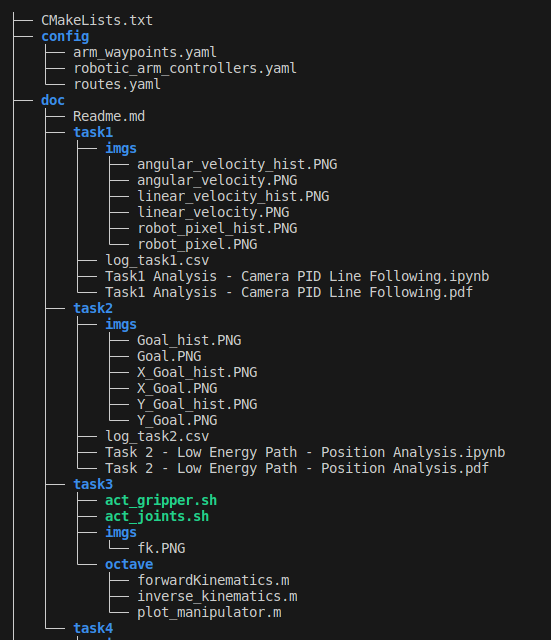 CMakeLists.txt
config
arm_waypoints.yaml
robotic_arm_controllers.yaml
routes.yaml
doc
Readme.md
task1
imgs
angular_velocity_hist.PNG
angular_velocity.PNG
linear_velocity_hist.PNG
linear_velocity.PNG
robot_pixel_hist.PNG
robot_pixel.PNG
log_task1.csv
Task1 Analysis - Camera PID Line Following.ipynb
Task1 Analysis - Camera PID Line Following.pdf
task2
imgs
Goal_hist.PNG
Goal.PNG
X_Goal_hist.PNG
X_Goal.PNG
Y_Goal_hist.PNG
Y_Goal.PNG
log_task2.csv
Task 2 - Low Energy Path - Position Analysis.ipynb
Task 2 - Low Energy Path - Position Analysis.pdf
task3
act_gripper.sh
act_joints.sh
imgs
fk.PNG
octave
forwardKinematics.m
inverse_kinematics.m
plot_manipulator.m
task4